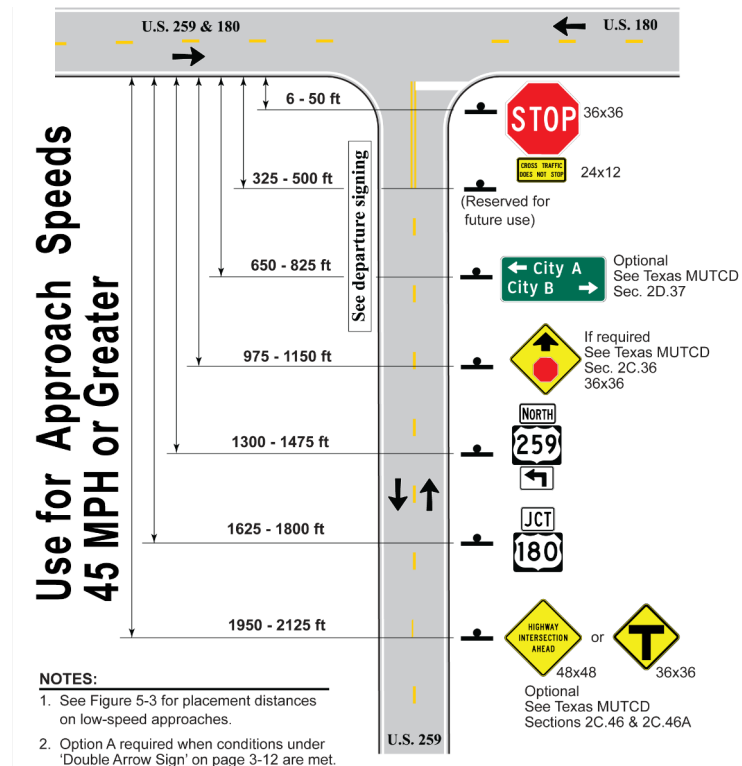 U.S. 259 & 180
U.S. 180
6 - 50 ft
STOP
36x36
CROSS TRAFFIC
DOES NOT STOP
24x12
325 - 500 ft
(Reserved for
future use)
See departure signing
Use for Approach Speeds
45 MPH or Greater
650 - 825 ft
City A
City B
Optional
See Texas MUTCD
Sec. 2D.37
975 - 1150 ft
If required
See Texas MUTCD
Sec. 2C.36
36x36
1300 - 1475 ft
NORTH
259
1625 - 1800 ft
JCT
180
1950 - 2125 ft
HIGHWAY
INTERSECTION
AHEAD
or
T
48x48
36x36
Optional
See Texas MUTCD
Sections 2C.46 & 2C.46A
U.S. 259
NOTES:
1. See Figure 5-3 for placement distances
on low-speed approaches.
2. Option A required when conditions under
‘Double Arrow Sign’ on page 3-12 are met.